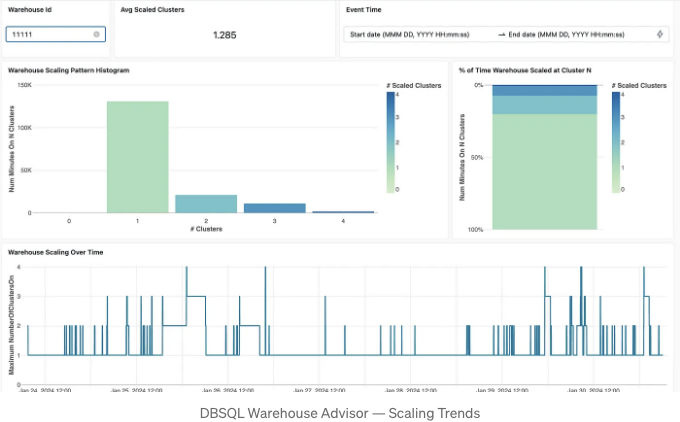 Warehouse Id
Avg Scaled Clusters
Event Time
11111
1.285
Start date (MMM DD, YYYY HH:mm:ss)
End date (MMM DD, YYYY HH:mm:ss)
Warehouse Scaling Pattern Histogram
% of Time Warehouse Scaled at Cluster N
Num Minutes On N Clusters
150K
100K
50K
0
0
1
2
3
4
# Clusters
# Scaled Clusters
4
3
2
1
0
Num Minutes On N Clusters
0%
50%
100%
# Scaled Clusters
4
3
2
1
0
Warehouse Scaling Over Time
Maximum NumberOfClustersOn
4
3
2
1
0
Jan 24, 2024 12:00
Jan 25, 2024 12:00
Jan 26, 2024 12:00
Jan 27, 2024 12:00
Jan 28, 2024 12:00
Jan 29, 2024 12:00
Jan 30, 2024 12:00
DBSQL Warehouse Advisor — Scaling Trends